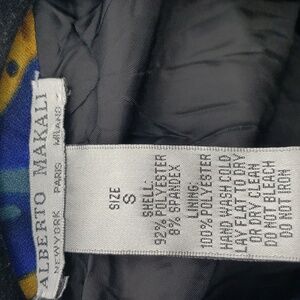 ALBERTO MAKALI
NEW YORK PARIS MILANO
SIZE
S
SHELL:
92% POLYESTER
8% SPANDEX
LINING:
100% POLYESTER
HAND WASH COLD
LAY FLAT TO DRY
OR DRY CLEAN
DO NOT BLEACH
DO NOT IRON